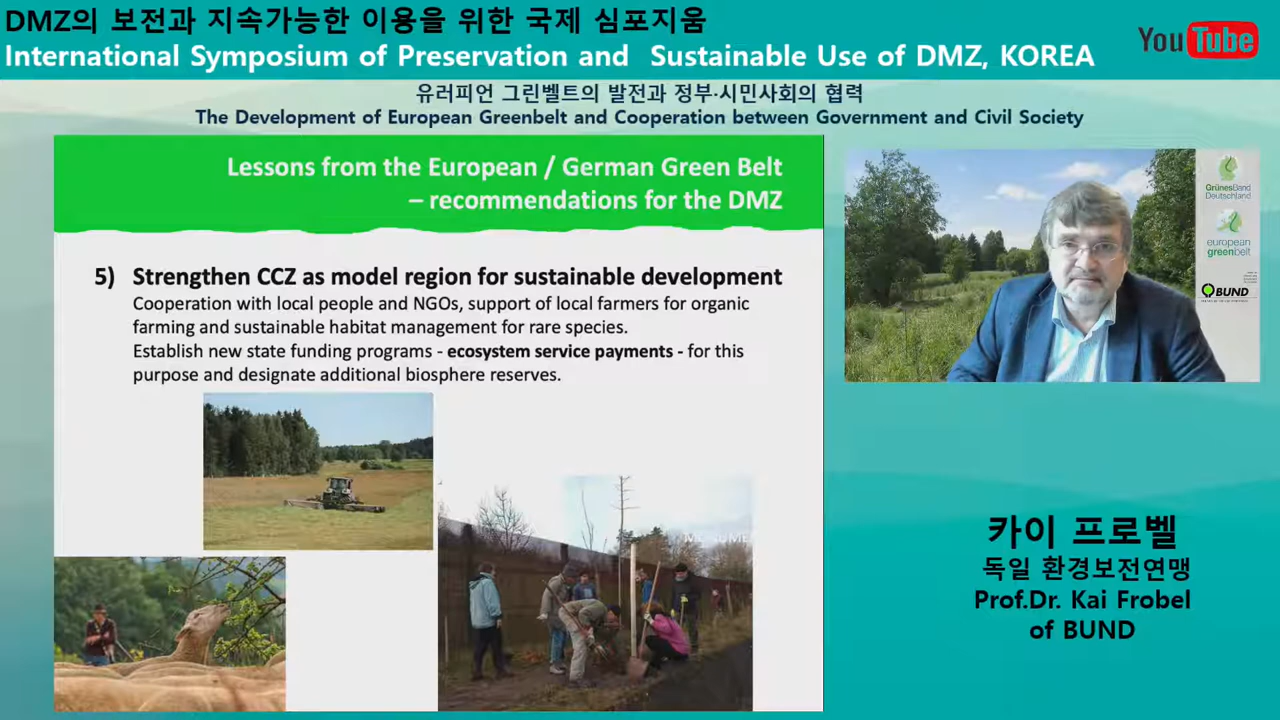 DMZ의 보전과 지속가능한 이용을 위한 국제 심포지움
International Symposium of Preservation and Sustainable Use of DMZ, KOREA
YouTube
유러피언 그린벨트의 발전과 정부·시민사회의 협력
The Development of European Greenbelt and Cooperation between Government and Civil Society
Lessons from the European / German Green Belt
– recommendations for the DMZ
5) Strengthen CCZ as model region for sustainable development
Cooperation with local people and NGOs, support of local farmers for organic
farming and sustainable habitat management for rare species.
Establish new state funding programs - ecosystem service payments - for this
purpose and designate additional biosphere reserves.
GrünesBand
Deutschland
european
greenbelt
BUND
카이 프로벨
독일 환경보전연맹
Prof.Dr. Kai Frobel
of BUND